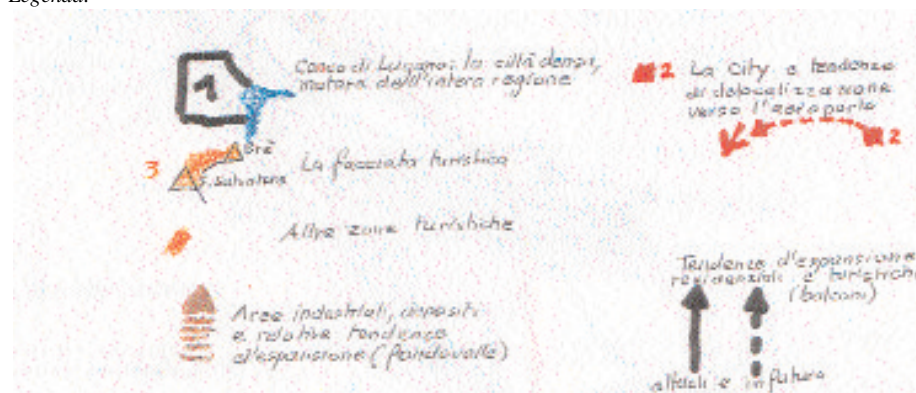 Legenda:
1
Conca di Lugano: la città densa,
motore dell'intera regione
2 La City e tendenze
di delocalizzazione
verso l'aeroporto
2
3
Brè
S. Salvatore
La facciata turistica
Altre zone turistiche
Aree industriali, depositi
e relative tendenze
d'espansione (fondovalle)
Tendenze d'espansione
residenziali e turistiche
(balconi)
attuali e in futuro